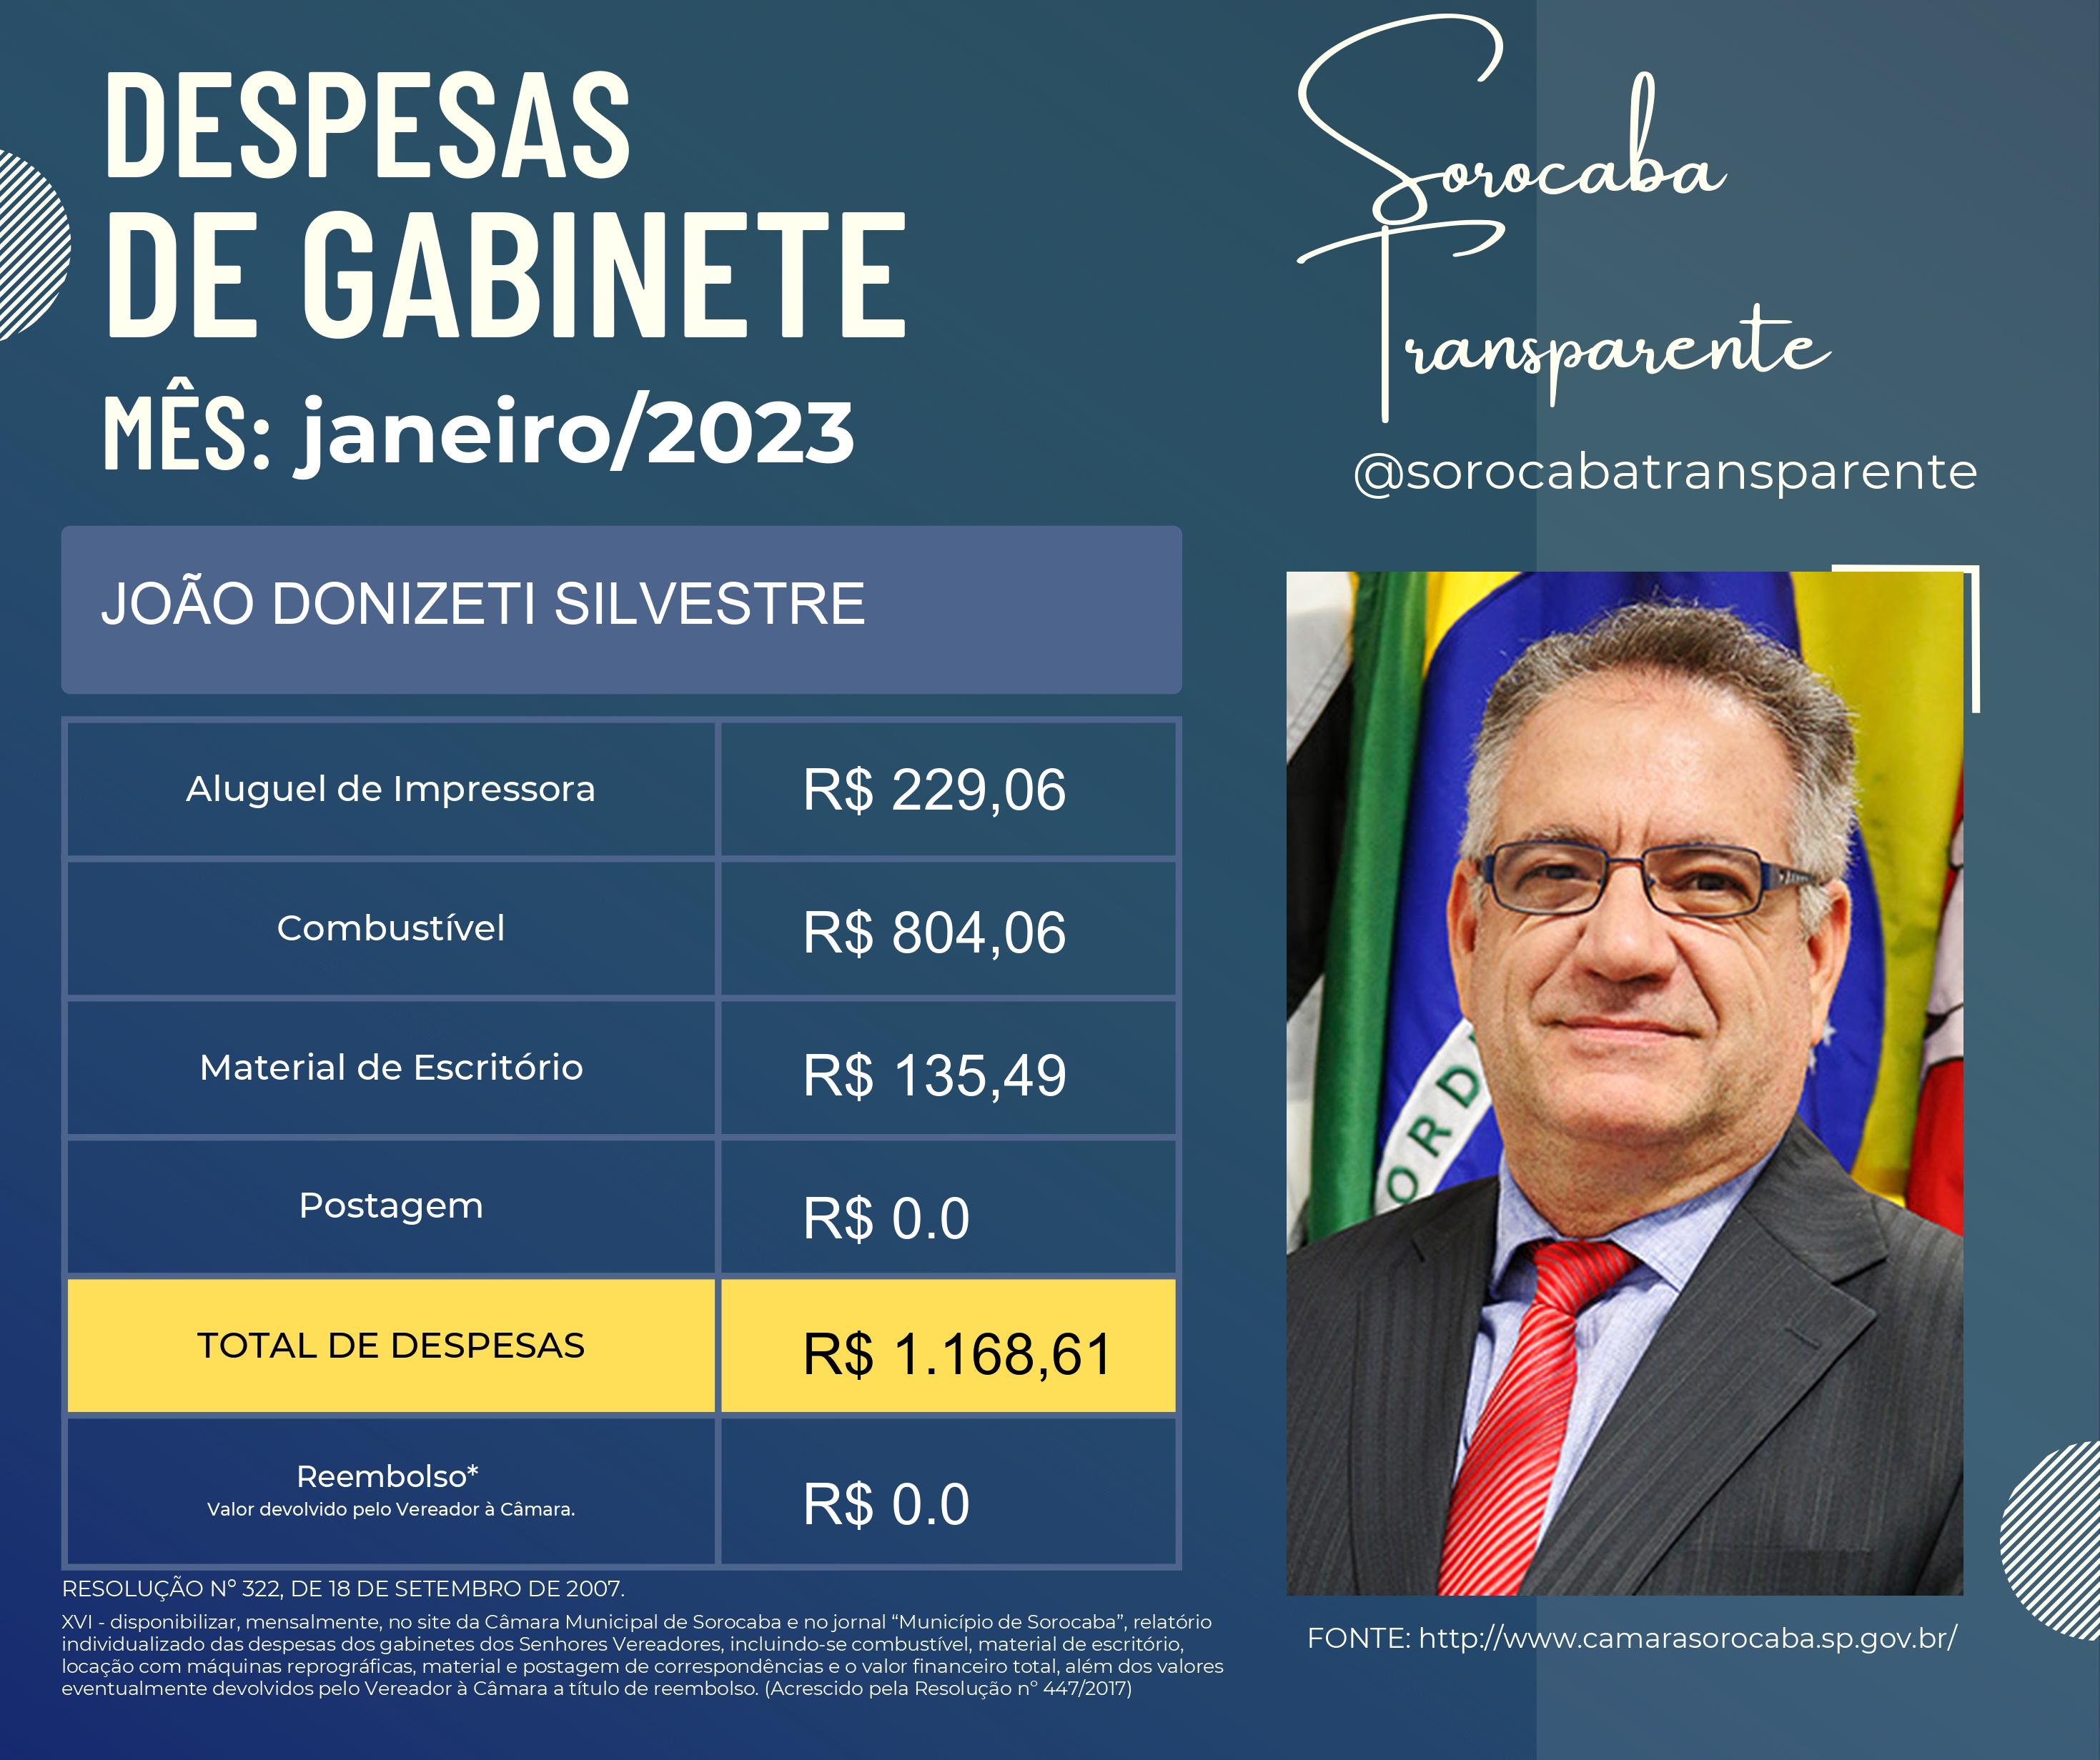 DESPESAS
DE GABINETE
MÊS: janeiro/2023
Sorocaba
Transparente
@sorocabatransparente
JOÃO DONIZETI SILVESTRE
Aluguel de Impressora R$ 229,06
Combustível R$ 804,06
Material de Escritório R$ 135,49
Postagem R$ 0.0
TOTAL DE DESPESAS R$ 1.168,61
Reembolso* R$ 0.0
Valor devolvido pelo Vereador à Câmara.
RESOLUÇÃO Nº 322, DE 18 DE SETEMBRO DE 2007.
XVI - disponibilizar, mensalmente, no site da Câmara Municipal de Sorocaba e no jornal “Município de Sorocaba”, relatório
individualizado das despesas dos gabinetes dos Senhores Vereadores, incluindo-se combustível, material de escritório,
locação com máquinas reprográficas, material e postagem de correspondências e o valor financeiro total, além dos valores
eventualmente devolvidos pelo Vereador à Câmara a título de reembolso. (Acrescido pela Resolução nº 447/2017)
ORD
FONTE: http://www.camarasorocaba.sp.gov.br/